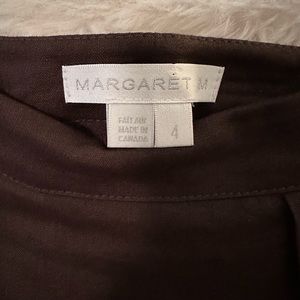 MARGARET M
FAIT AU/
MADE IN
CANADA
4